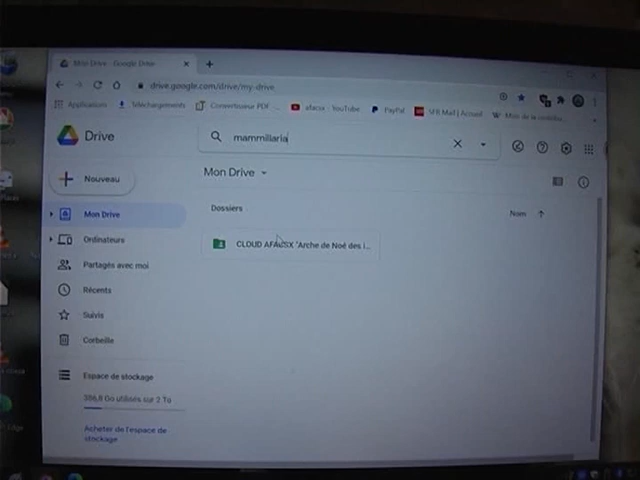 Mon Drive - Google Drive
drive.google.com/drive/my-drive
Applications Téléchargements Convertisseur PDF ... afacsx - YouTube PayPal SFR Mail | Accueil
Drive
mammillaria
Nouveau
Mon Drive
Dossiers
Nom
CLOUD AFACSX "Arche de Noé des i...
Mon Drive
Ordinateurs
Partagés avec moi
Récents
Suivis
Corbeille
Espace de stockage
356,8 Go utilisés sur 2 To
Acheter de l'espace de
stockage